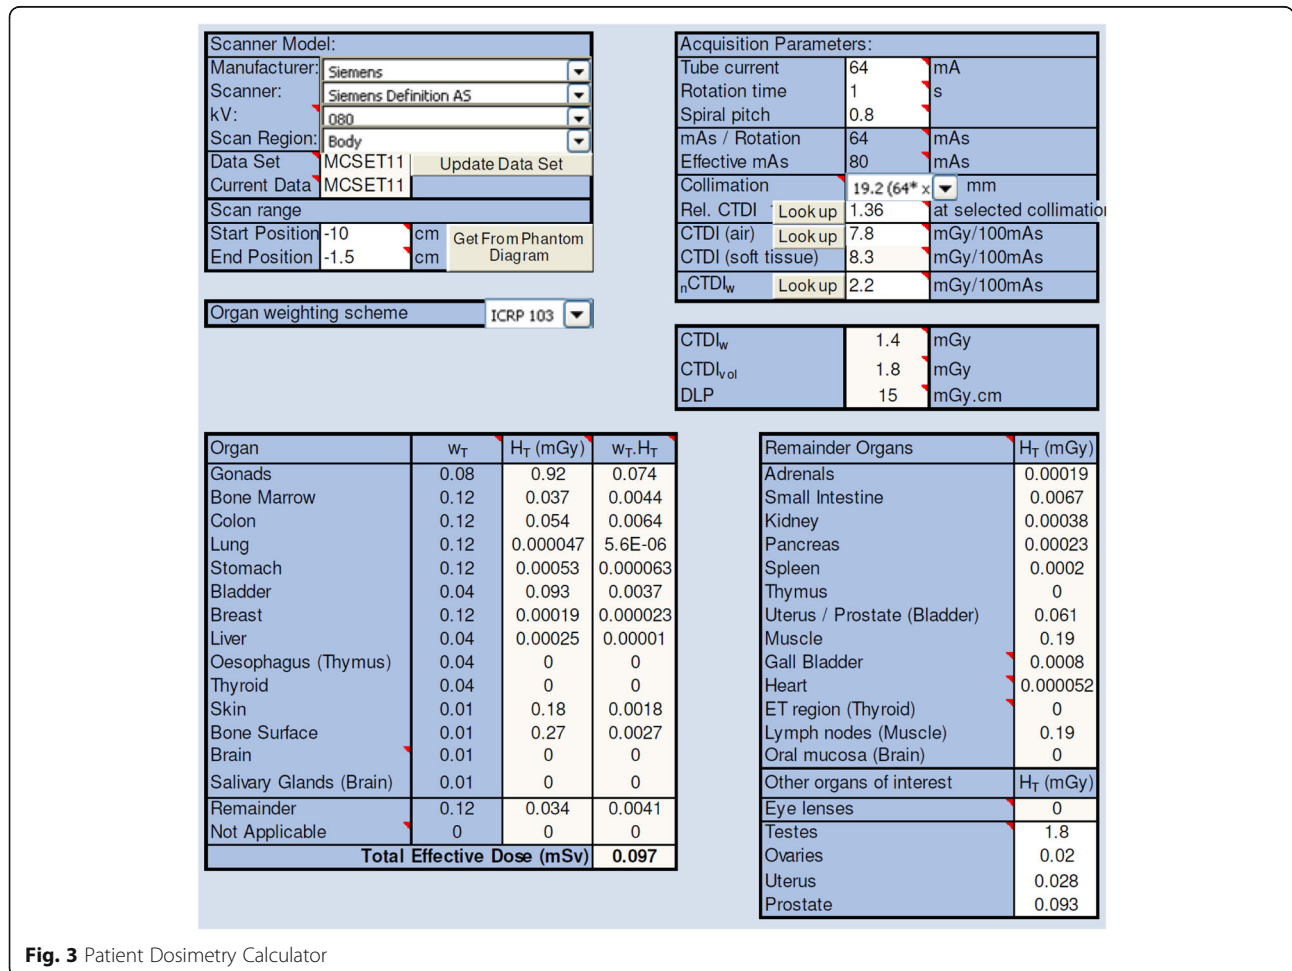 Scanner Model:
Manufacturer: Siemens
Scanner: Siemens Definition AS
kV: 080
Scan Region: Body
Data Set MCSET11 Update Data Set
Current Data MCSET11
Scan range
Start Position -10 cm Get From Phantom Diagram
End Position -1.5 cm
Organ weighting scheme ICRP 103
Acquisition Parameters:
Tube current 64 mA
Rotation time 1 s
Spiral pitch 0.8
mAs / Rotation 64 mAs
Effective mAs 80 mAs
Collimation 19.2 (64* x mm
Rel. CTDI Look up 1.36 at selected collimation
CTDI (air) Look up 7.8 mGy/100mAs
CTDI (soft tissue) 8.3 mGy/100mAs
nCTDIw Look up 2.2 mGy/100mAs
CTDIw 1.4 mGy
CTDIvol 1.8 mGy
DLP 15 mGy.cm
Organ wT HT (mGy) wT.HT
Gonads 0.08 0.92 0.074
Bone Marrow 0.12 0.037 0.0044
Colon 0.12 0.054 0.0064
Lung 0.12 0.000047 5.6E-06
Stomach 0.12 0.00053 0.000063
Bladder 0.04 0.093 0.0037
Breast 0.12 0.00019 0.000023
Liver 0.04 0.00025 0.00001
Oesophagus (Thymus) 0.04 0 0
Thyroid 0.04 0 0
Skin 0.01 0.18 0.0018
Bone Surface 0.01 0.27 0.0027
Brain 0.01 0 0
Salivary Glands (Brain) 0.01 0 0
Remainder 0.12 0.034 0.0041
Not Applicable 0 0 0
Total Effective Dose (mSv) 0.097
Remainder Organs HT (mGy)
Adrenals 0.00019
Small Intestine 0.0067
Kidney 0.00038
Pancreas 0.00023
Spleen 0.0002
Thymus 0
Uterus / Prostate (Bladder) 0.061
Muscle 0.19
Gall Bladder 0.0008
Heart 0.000052
ET region (Thyroid) 0
Lymph nodes (Muscle) 0.19
Oral mucosa (Brain) 0
Other organs of interest HT (mGy)
Eye lenses 0
Testes 1.8
Ovaries 0.02
Uterus 0.028
Prostate 0.093
Fig. 3 Patient Dosimetry Calculator